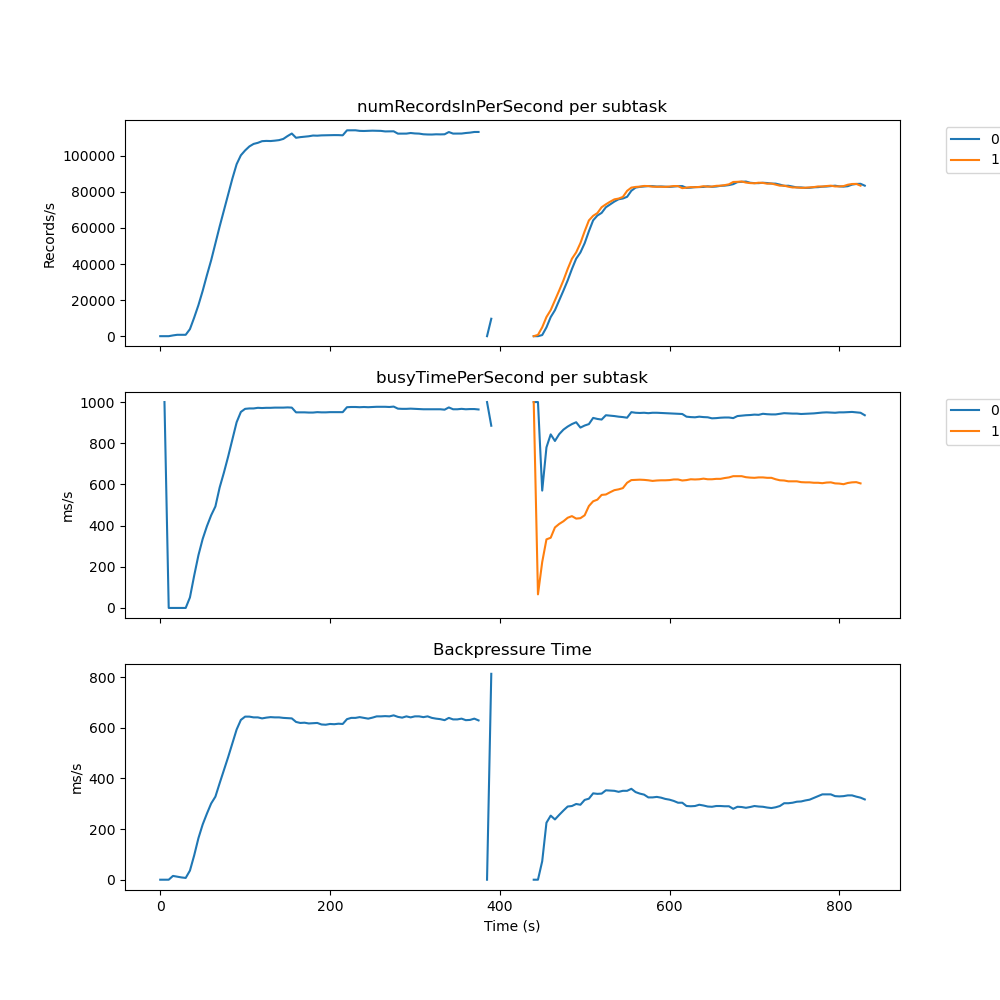 numRecordsInPerSecond per subtask
Records/s
100000
80000
60000
40000
20000
0
0
1
busyTimePerSecond per subtask
ms/s
1000
800
600
400
200
0
0
1
Backpressure Time
ms/s
800
600
400
200
0
0 200 400 600 800
Time (s)